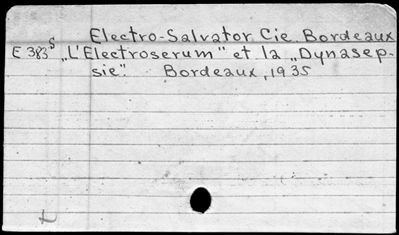 Electro-Salvator Cie Bordeaux
E 383s „L'Electroserum" et la „Dynasep-
sie". Bordeaux, 1935